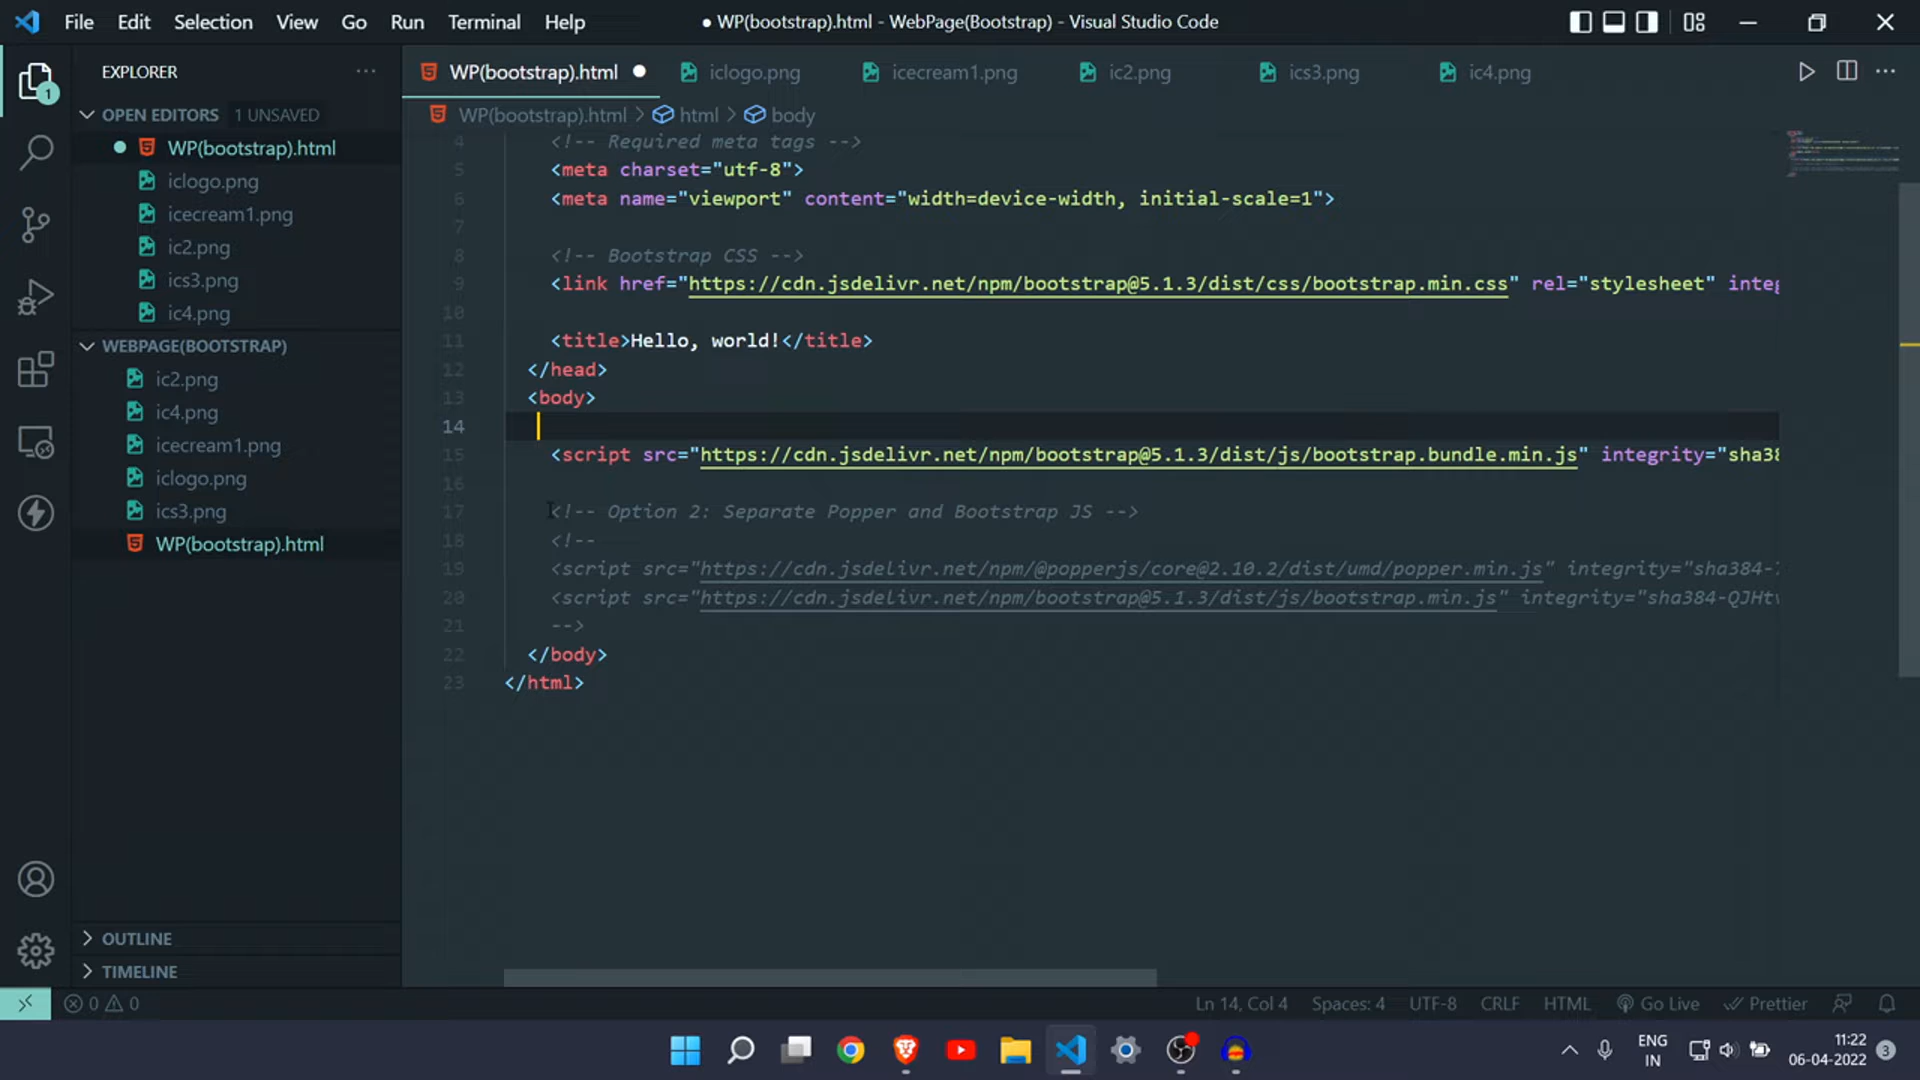 File Edit Selection View Go Run Terminal Help
● WP(bootstrap).html - WebPage(Bootstrap) - Visual Studio Code
EXPLORER
OPEN EDITORS 1 UNSAVED
WP(bootstrap).html
iclogo.png
icecream1.png
ic2.png
ics3.png
ic4.png
WEBPAGE(BOOTSTRAP)
ic2.png
ic4.png
icecream1.png
iclogo.png
ics3.png
WP(bootstrap).html
OUTLINE
TIMELINE
1
WP(bootstrap).html iclogo.png icecream1.png ic2.png ics3.png ic4.png
WP(bootstrap).html > html > body
4 <!-- Required meta tags -->
5 <meta charset="utf-8">
6 <meta name="viewport" content="width=device-width, initial-scale=1">
7
8 <!-- Bootstrap CSS -->
9 <link href="https://cdn.jsdelivr.net/npm/bootstrap@5.1.3/dist/css/bootstrap.min.css" rel="stylesheet" integ
10
11 <title>Hello, world!</title>
12 </head>
13 <body>
14
15 <script src="https://cdn.jsdelivr.net/npm/bootstrap@5.1.3/dist/js/bootstrap.bundle.min.js" integrity="sha38
16
17 <!-- Option 2: Separate Popper and Bootstrap JS -->
18 <!--
19 <script src="https://cdn.jsdelivr.net/npm/@popperjs/core@2.10.2/dist/umd/popper.min.js" integrity="sha384-7
20 <script src="https://cdn.jsdelivr.net/npm/bootstrap@5.1.3/dist/js/bootstrap.min.js" integrity="sha384-QJHtv
21 -->
22 </body>
23 </html>
0 0 Ln 14, Col 4 Spaces: 4 UTF-8 CRLF HTML Go Live Prettier
ENG
IN
11:22
06-04-2022
3